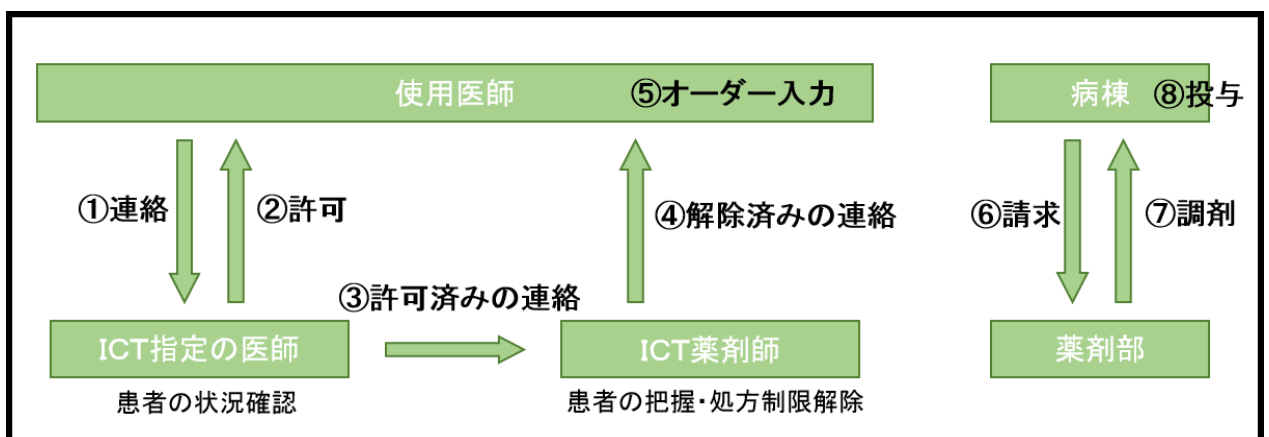 使用医師 ⑤オーダー入力
病棟 ⑧投与
①連絡
②許可
④解除済みの連絡
⑥請求
⑦調剤
③許可済みの連絡
ICT指定の医師
ICT薬剤師
薬剤部
患者の状況確認
患者の把握・処方制限解除